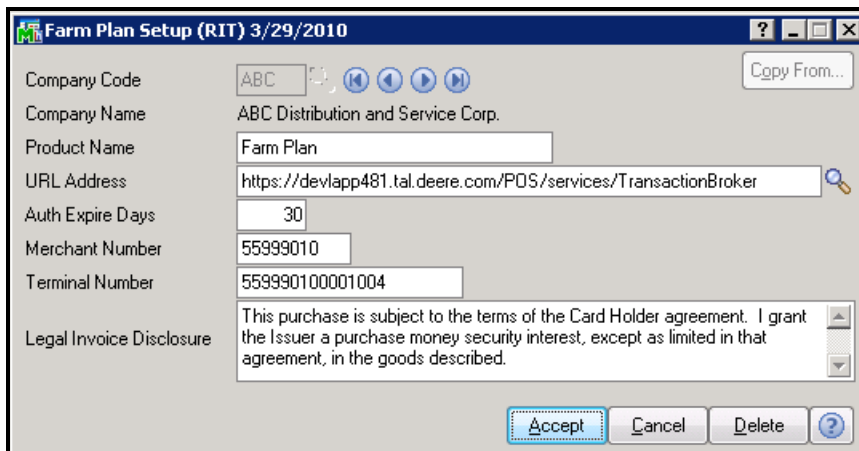 Farm Plan Setup (RIT) 3/29/2010
Company Code ABC Copy From...
Company Name ABC Distribution and Service Corp.
Product Name Farm Plan
URL Address https://devlapp481.tal.deere.com/POS/services/TransactionBroker
Auth Expire Days 30
Merchant Number 55999010
Terminal Number 559990100001004
Legal Invoice Disclosure This purchase is subject to the terms of the Card Holder agreement.  I grant
the Issuer a purchase money security interest, except as limited in that
agreement, in the goods described.
Accept Cancel Delete